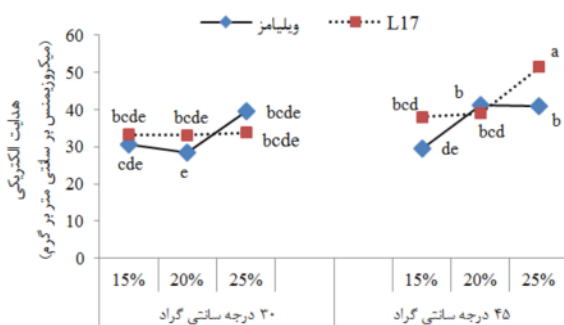 ویلیامز L17
هدایت الکتریکی
(میکروزیمنس بر سانتی متر بر گرم)
60
50
40
30
20
10
0
bcde bcde bcde
bcde
cde e
a
bcd b
bcd b
de
15% 20% 25% 15% 20% 25%
۳۰ درجه سانتی گراد ۴۵ درجه سانتی گراد